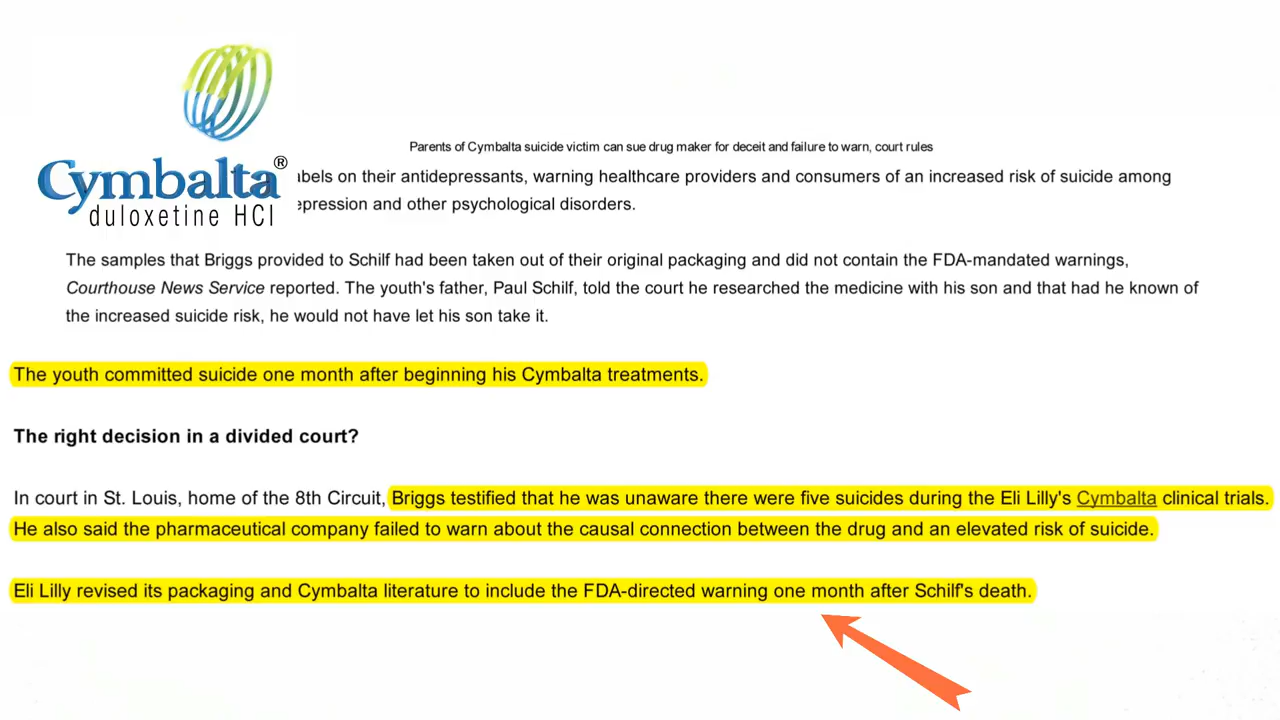 Cymbalta®
duloxetine HCl
Parents of Cymbalta suicide victim can sue drug maker for deceit and failure to warn, court rules
on their antidepressants, warning healthcare providers and consumers of an increased risk of suicide among
and other psychological disorders.
The samples that Briggs provided to Schilf had been taken out of their original packaging and did not contain the FDA-mandated warnings,
Courthouse News Service reported. The youth's father, Paul Schilf, told the court he researched the medicine with his son and that had he known of
the increased suicide risk, he would not have let his son take it.
The youth committed suicide one month after beginning his Cymbalta treatments.
The right decision in a divided court?
In court in St. Louis, home of the 8th Circuit, Briggs testified that he was unaware there were five suicides during the Eli Lilly's Cymbalta clinical trials.
He also said the pharmaceutical company failed to warn about the causal connection between the drug and an elevated risk of suicide.
Eli Lilly revised its packaging and Cymbalta literature to include the FDA-directed warning one month after Schilf's death.